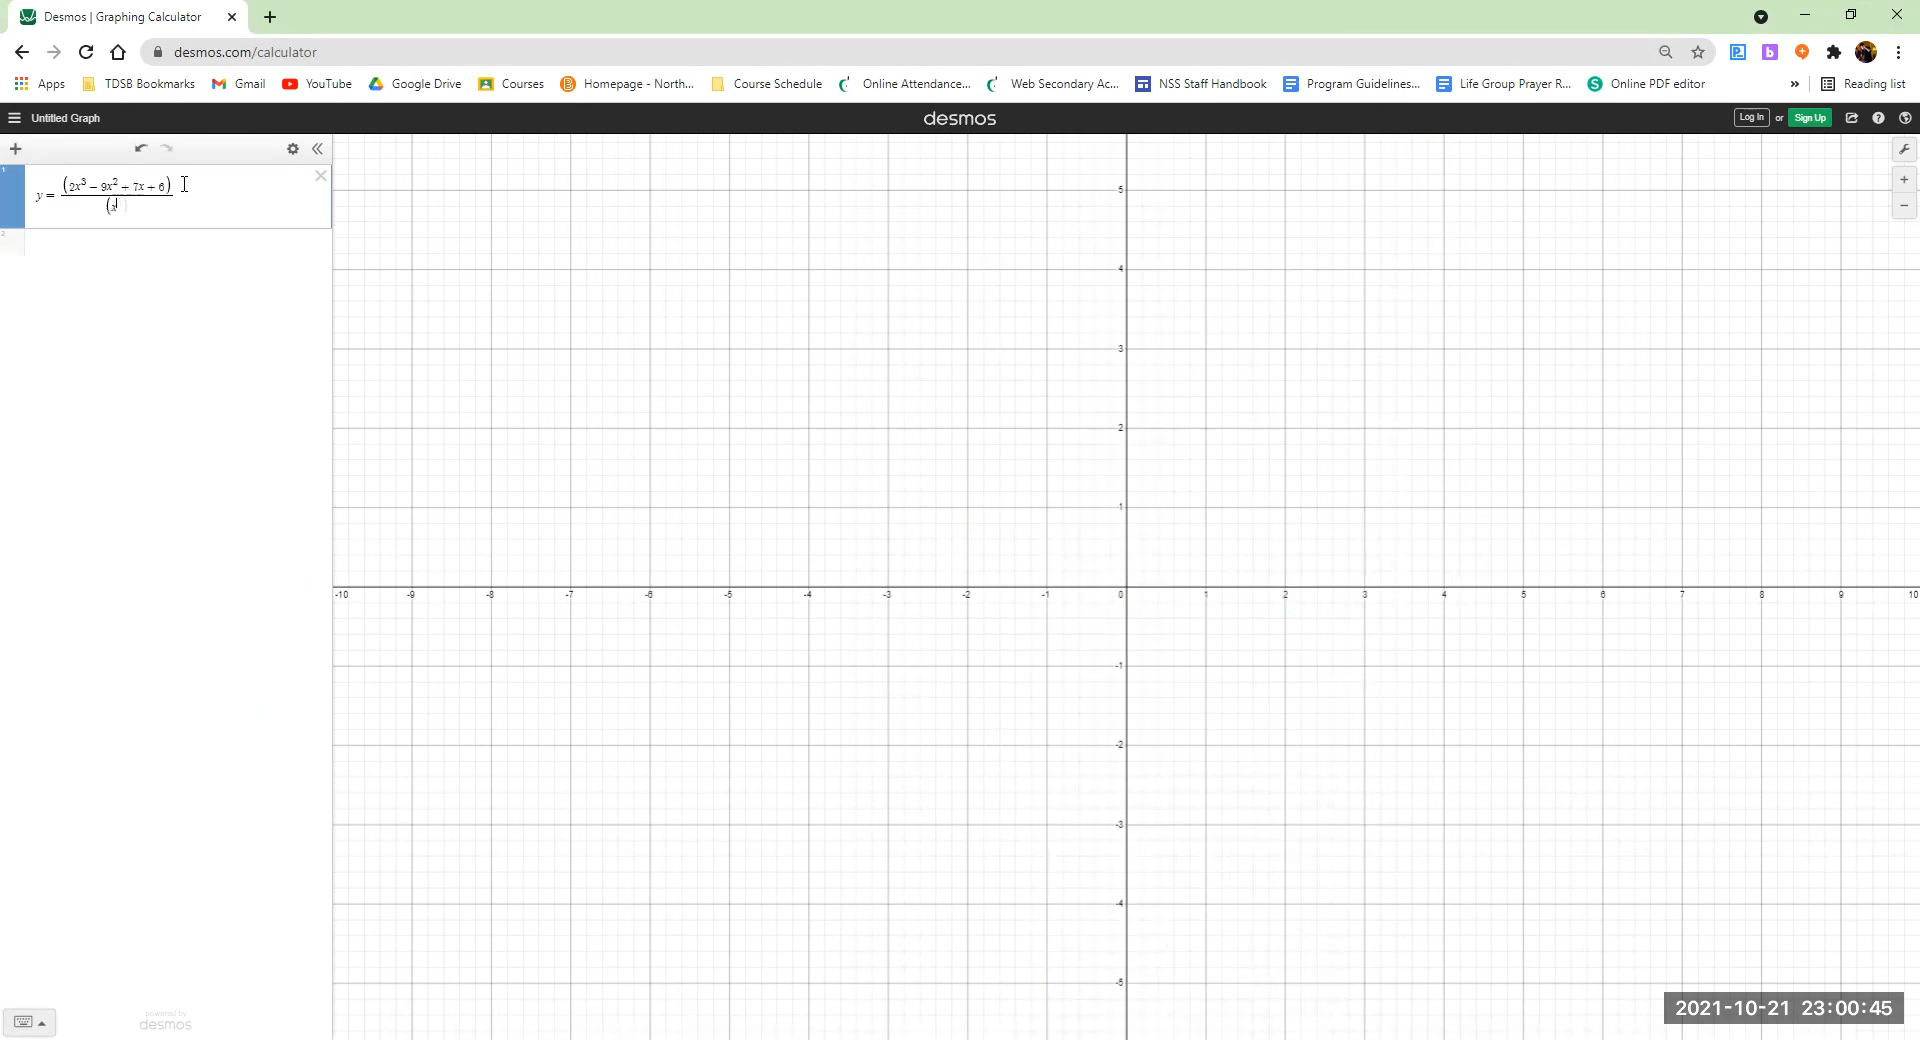 Desmos | Graphing Calculator
desmos.com/calculator
Apps TDSB Bookmarks Gmail YouTube Google Drive Courses Homepage - North... Course Schedule Online Attendance... Web Secondary Ac... NSS Staff Handbook Program Guidelines... Life Group Prayer R... Online PDF editor » Reading list
Untitled Graph desmos Log In or Sign Up
1
y = (2x³ − 9x² + 7x + 6)
(x
2
5
4
3
2
1
-10 -9 -8 -7 -6 -5 -4 -3 -2 -1 0 1 2 3 4 5 6 7 8 9 10
-1
-2
-3
-4
-5
powered by
desmos
2021-10-21 23:00:45